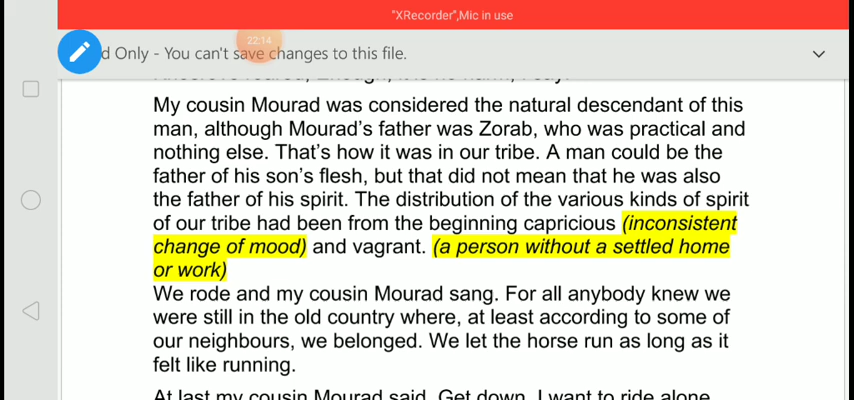 "XRecorder",Mic in use
22:14
d Only - You can't save changes to this file.
My cousin Mourad was considered the natural descendant of this
man, although Mourad's father was Zorab, who was practical and
nothing else. That's how it was in our tribe. A man could be the
father of his son's flesh, but that did not mean that he was also
the father of his spirit. The distribution of the various kinds of spirit
of our tribe had been from the beginning capricious (inconsistent
change of mood) and vagrant. (a person without a settled home
or work)
We rode and my cousin Mourad sang. For all anybody knew we
were still in the old country where, at least according to some of
our neighbours, we belonged. We let the horse run as long as it
felt like running.
At last my cousin Mourad said, Get down. I want to ride alone.